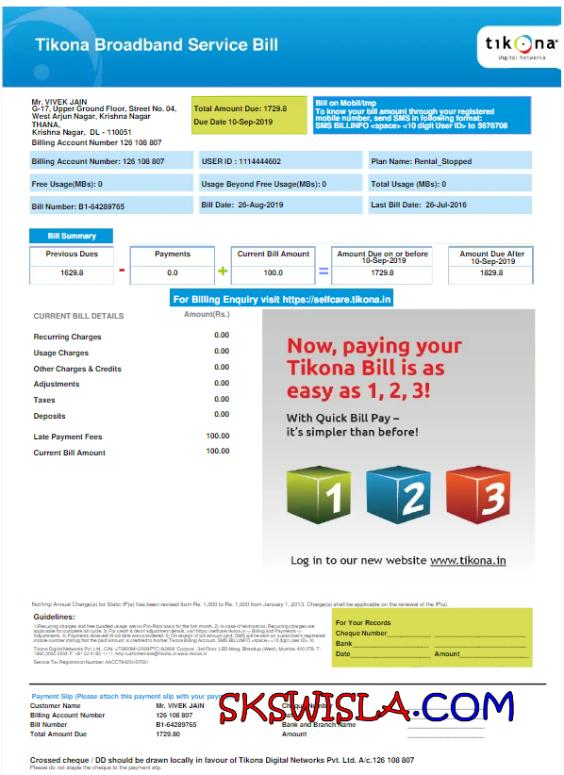 Tikona Broadband Service Bill
tikona
Digital Networks
Mr. VIVEK JAIN
G-17, Upper Ground Floor, Street No. 04,
West Arjun Nagar, Krishna Nagar
THANA,
Krishna Nagar, DL - 110051
Billing Account Number 126 108 807
Total Amount Due: 1729.8
Due Date 10-Sep-2019
Bill on Mobil/tmp
To know your bill amount through your registered
mobile number, send SMS in following format:
SMS BILLINFO <space> <10 digit User ID> to 5676708
Billing Account Number: 126 108 807
USER ID : 1114444602
Plan Name: Rental_Stopped
Free Usage(MBs): 0
Usage Beyond Free Usage(MBs): 0
Total Usage (MBs): 0
Bill Number: B1-64289765
Bill Date: 26-Aug-2019
Last Bill Date: 26-Jul-2016
Bill Summary
Previous Dues
1629.8
-
Payments
0.0
+
Current Bill Amount
100.0
=
Amount Due on or before
10-Sep-2019
1729.8
Amount Due After
10-Sep-2019
1829.8
For Billing Enquiry visit https://selfcare.tikona.in
CURRENT BILL DETAILS Amount(Rs.)
Recurring Charges 0.00
Usage Charges 0.00
Other Charges & Credits 0.00
Adjustments 0.00
Taxes 0.00
Deposits 0.00
Late Payment Fees 100.00
Current Bill Amount 100.00
Now, paying your
Tikona Bill is as
easy as 1, 2, 3!
With Quick Bill Pay –
it's simpler than before!
1 2 3
Log in to our new website www.tikona.in
Not/tmp Annual Charge(s) for Static IP(s) has been revised from Rs. 1,000 to Rs. 1,500 from January 1, 2013. Charge(s) shall be applicable on the renewal of the IP(s).
Guidelines:
For Your Records
Cheque Number
Bank
Date Amount
Payment Slip (Please attach this payment slip with your
Customer Name Mr. VIVEK JAIN
Billing Account Number 126 108 807
Bill Number B1-64289765
Total Amount Due 1729.80
Bank and Branch Name
Amount
SKSWISLA.COM
Crossed cheque / DD should be drawn locally in favour of Tikona Digital Networks Pvt. Ltd. A/c.126 108 807
Please do not staple the cheque to the payment slip.